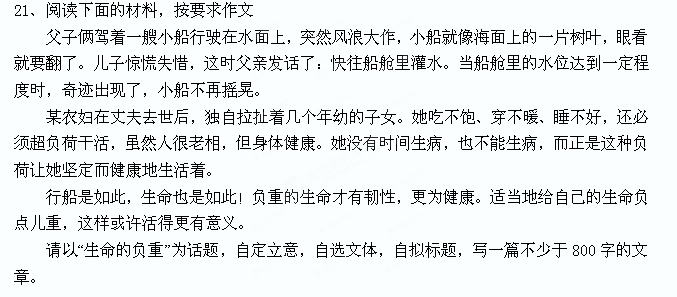 21、阅读下面的材料，按要求作文
父子俩驾着一艘小船行驶在水面上，突然风浪大作，小船就像海面上的一片树叶，眼看
就要翻了。儿子惊慌失惜，这时父亲发话了：快往船舱里灌水。当船舱里的水位达到一定程
度时，奇迹出现了，小船不再摇晃。
某农妇在丈夫去世后，独自拉扯着几个年幼的子女。她吃不饱、穿不暖、睡不好，还必
须超负荷干活，虽然人很老相，但身体健康。她没有时间生病，也不能生病，而正是这种负
荷让她坚定而健康地生活着。
行船是如此，生命也是如此！负重的生命才有韧性，更为健康。适当地给自己的生命负
点儿重，这样或许活得更有意义。
请以“生命的负重”为话题，自定立意，自选文体，自拟标题，写一篇不少于 800 字的文
章。